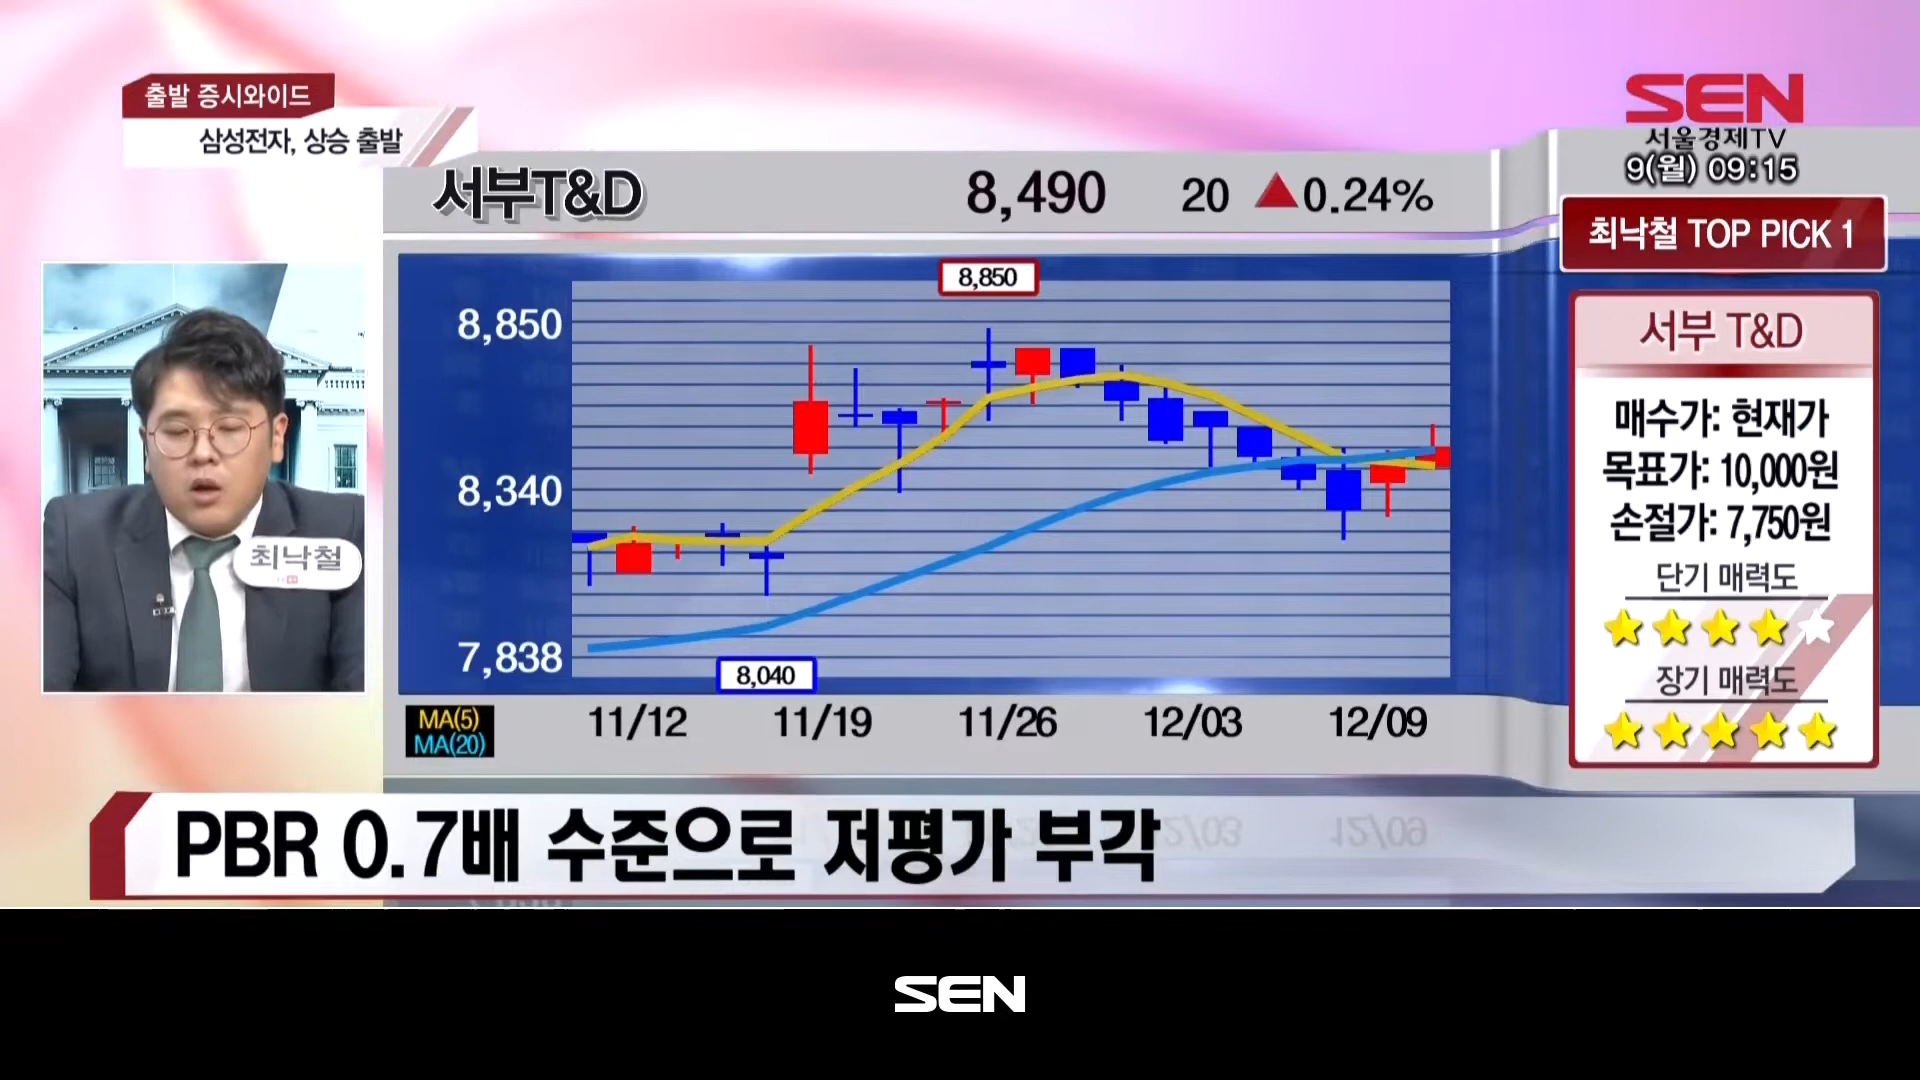 출발 증시와이드
삼성전자, 상승 출발
SEN
서울경제TV
9(월) 09:15
서부T&D 8,490 20 ▲0.24%
최낙철 TOP PICK 1
8,850
8,850
8,340
7,838
8,040
MA(5)
MA(20)
11/12 11/19 11/26 12/03 12/09
최낙철
서부 T&D
매수가: 현재가
목표가: 10,000원
손절가: 7,750원
단기 매력도
장기 매력도
PBR 0.7배 수준으로 저평가 부각
SEN